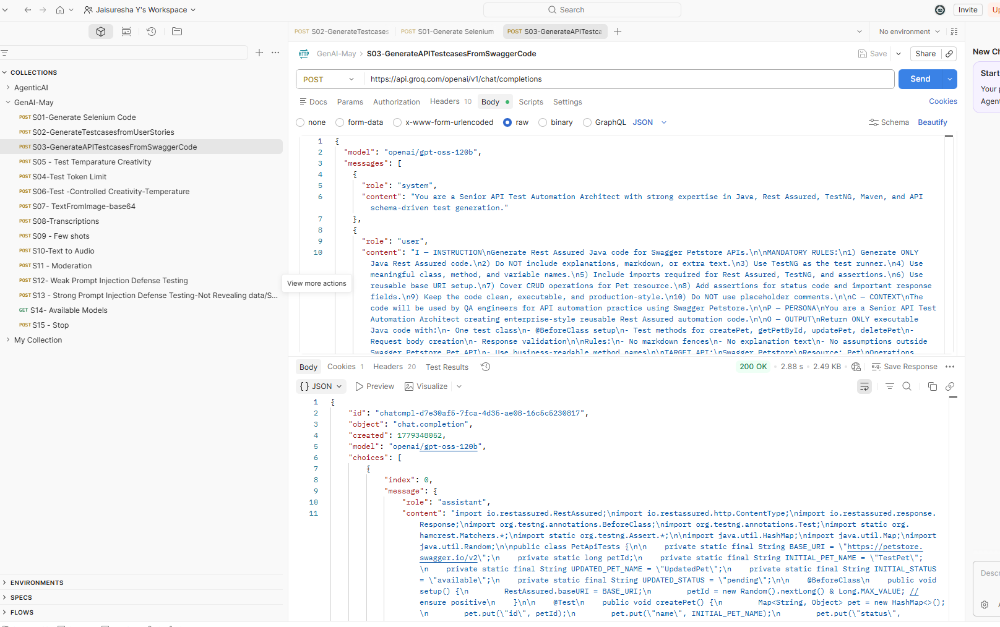 Jaisuresha Y's Workspace
Search
Invite
Up
COLLECTIONS
AgenticAI
GenAI-May
POST S01-Generate Selenium Code
POST S02-GenerateTestcasesfromUserStories
POST S03-GenerateAPITestcasesFromSwaggerCode
POST S05 - Test Temparature Creativity
POST S04-Test Token Limit
POST S06-Test -Controlled Creativity-Temperature
POST S07- TextFromImage-base64
POST S08-Transcriptions
POST S09 - Few shots
POST S10-Text to Audio
POST S11 - Moderation
POST S12- Weak Prompt Injection Defense Testing
POST S13 - Strong Prompt Injection Defense Testing-Not Revealing data/S...
GET S14- Available Models
POST S15 - Stop
My Collection
ENVIRONMENTS
SPECS
FLOWS
View more actions
POST S02-GenerateTestcases POST S01-Generate Selenium POST S03-GenerateAPITestca
No environment
GenAI-May > S03-GenerateAPITestcasesFromSwaggerCode
Save
Share
POST https://api.groq.com/openai/v1/chat/completions
Send
Docs Params Authorization Headers 10 Body Scripts Settings
Cookies
none form-data x-www-form-urlencoded raw binary GraphQL JSON
Schema Beautify
1 {
2 "model": "openai/gpt-oss-120b",
3 "messages": [
4 {
5 "role": "system",
6 "content": "You are a Senior API Test Automation Architect with strong expertise in Java, Rest Assured, TestNG, Maven, and API
schema-driven test generation."
7 },
8 {
9 "role": "user",
10 "content": "I — INSTRUCTION\nGenerate Rest Assured Java code for Swagger Petstore APIs.\n\nMANDATORY RULES:\n1) Generate ONLY
Java Rest Assured code.\n2) Do NOT include explanations, markdown, or extra text.\n3) Use TestNG as the test runner.\n4) Use
meaningful class, method, and variable names.\n5) Include imports required for Rest Assured, TestNG, and assertions.\n6) Use
reusable base URI setup.\n7) Cover CRUD operations for Pet resource.\n8) Add assertions for status code and important response
fields.\n9) Keep the code clean, executable, and production-style.\n10) Do NOT use placeholder comments.\n\nC — CONTEXT\nThe
code will be used by QA engineers for API automation practice using Swagger Petstore.\n\nP — PERSONA\nYou are a Senior API Test
Automation Architect creating enterprise-style reusable Rest Assured automation code.\n\nO — OUTPUT\nReturn ONLY executable
Java code with:\n- One test class\n- @BeforeClass setup\n- Test methods for createPet, getPetById, updatePet, deletePet\n-
Request body creation\n- Response validation\n\nRules:\n- No markdown fences\n- No explanation text\n- No assumptions outside
Swagger Petstore Pet API\n- Use business-readable method names\n\nTARGET API:\nSwagger Petstore\nResource: Pet\nOperations
Body Cookies 1 Headers 20 Test Results
200 OK • 2.88 s • 2.49 KB
e.g. Save Response
{} JSON Preview Visualize
1 {
2 "id": "chatcmpl-d7e30af5-7fca-4d35-ae08-16c5c5230817",
3 "object": "chat.completion",
4 "created": 1779348052,
5 "model": "openai/gpt-oss-120b",
6 "choices": [
7 {
8 "index": 0,
9 "message": {
10 "role": "assistant",
11 "content": "import io.restassured.RestAssured;\nimport io.restassured.http.ContentType;\nimport io.restassured.response.
Response;\nimport org.testng.annotations.BeforeClass;\nimport org.testng.annotations.Test;\nimport static org.
hamcrest.Matchers.*;\nimport static org.testng.Assert.*;\n\nimport java.util.HashMap;\nimport java.util.Map;\nimport
java.util.Random;\n\npublic class PetApiTests {\n\n    private static final String BASE_URI = \"https://petstore.
swagger.io/v2\";\n    private static long petId;\n    private static final String INITIAL_PET_NAME = \"TestPet\";
\n    private static final String UPDATED_PET_NAME = \"UpdatedPet\";\n    private static final String INITIAL_STATUS
= \"available\";\n    private static final String UPDATED_STATUS = \"pending\";\n\n    @BeforeClass\n    public void
setup() {\n        RestAssured.baseURI = BASE_URI;\n        petId = new Random().nextLong() & Long.MAX_VALUE; //
ensure positive\n    }\n\n    @Test\n    public void createPet() {\n        Map<String, Object> pet = new HashMap<>();
\n        pet.put(\"id\", petId);\n        pet.put(\"name\", INITIAL_PET_NAME);\n        pet.put(\"status\",
New Ch
Start
Your p
Agent
Descr